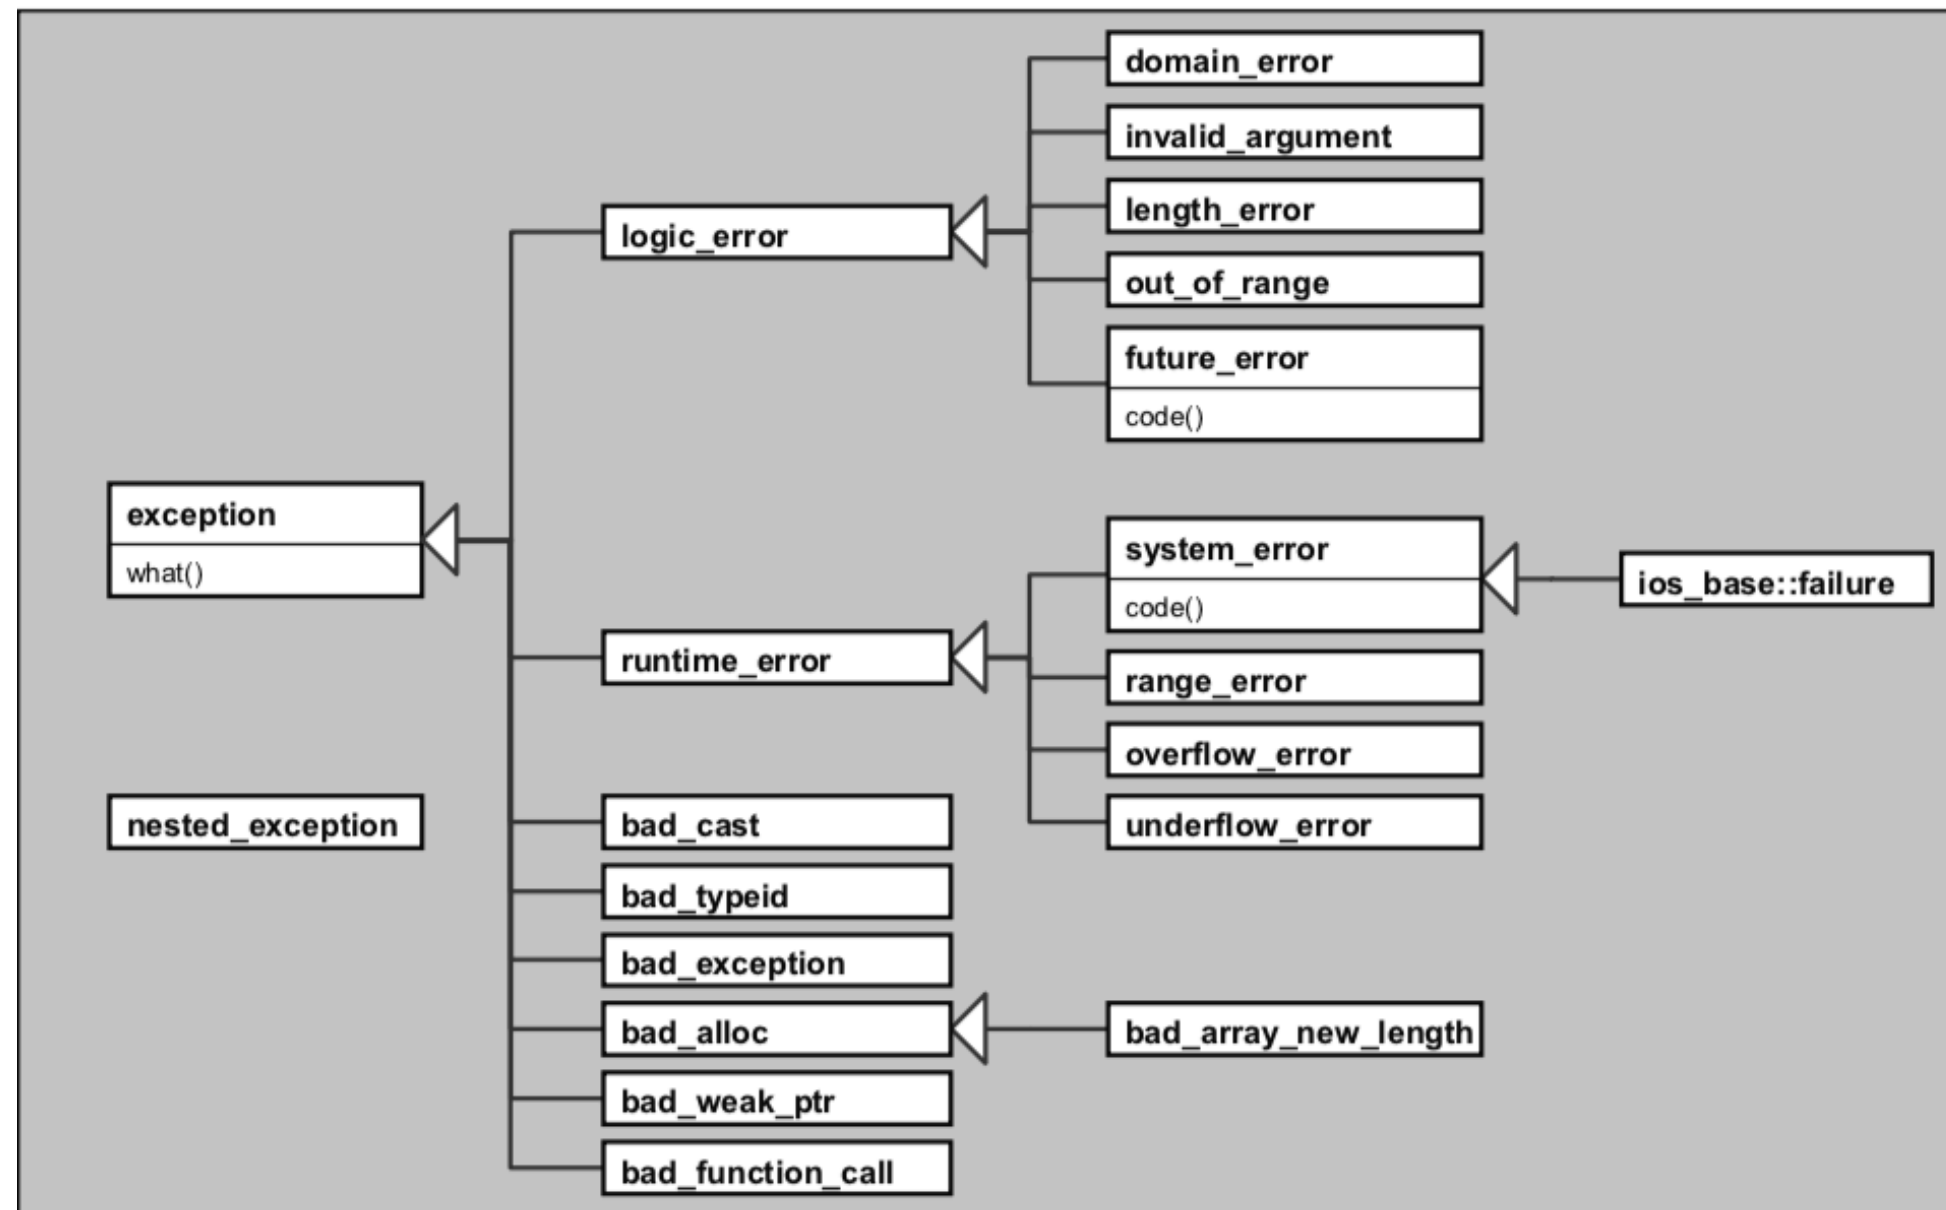 domain_error
invalid_argument
length_error
logic_error
out_of_range
future_error
code()
exception
what()
system_error
code()
ios_base::failure
runtime_error
range_error
overflow_error
nested_exception
bad_cast
underflow_error
bad_typeid
bad_exception
bad_alloc
bad_array_new_length
bad_weak_ptr
bad_function_call